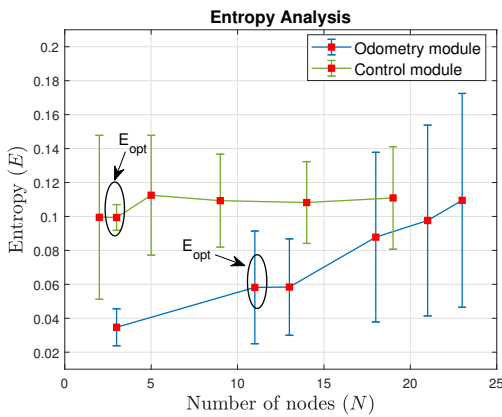 Entropy Analysis
Odometry module
Control module
E_opt
E_opt
Entropy (E)
0.2
0.18
0.16
0.14
0.12
0.1
0.08
0.06
0.04
0.02
0
5
10
15
20
25
Number of nodes (N)